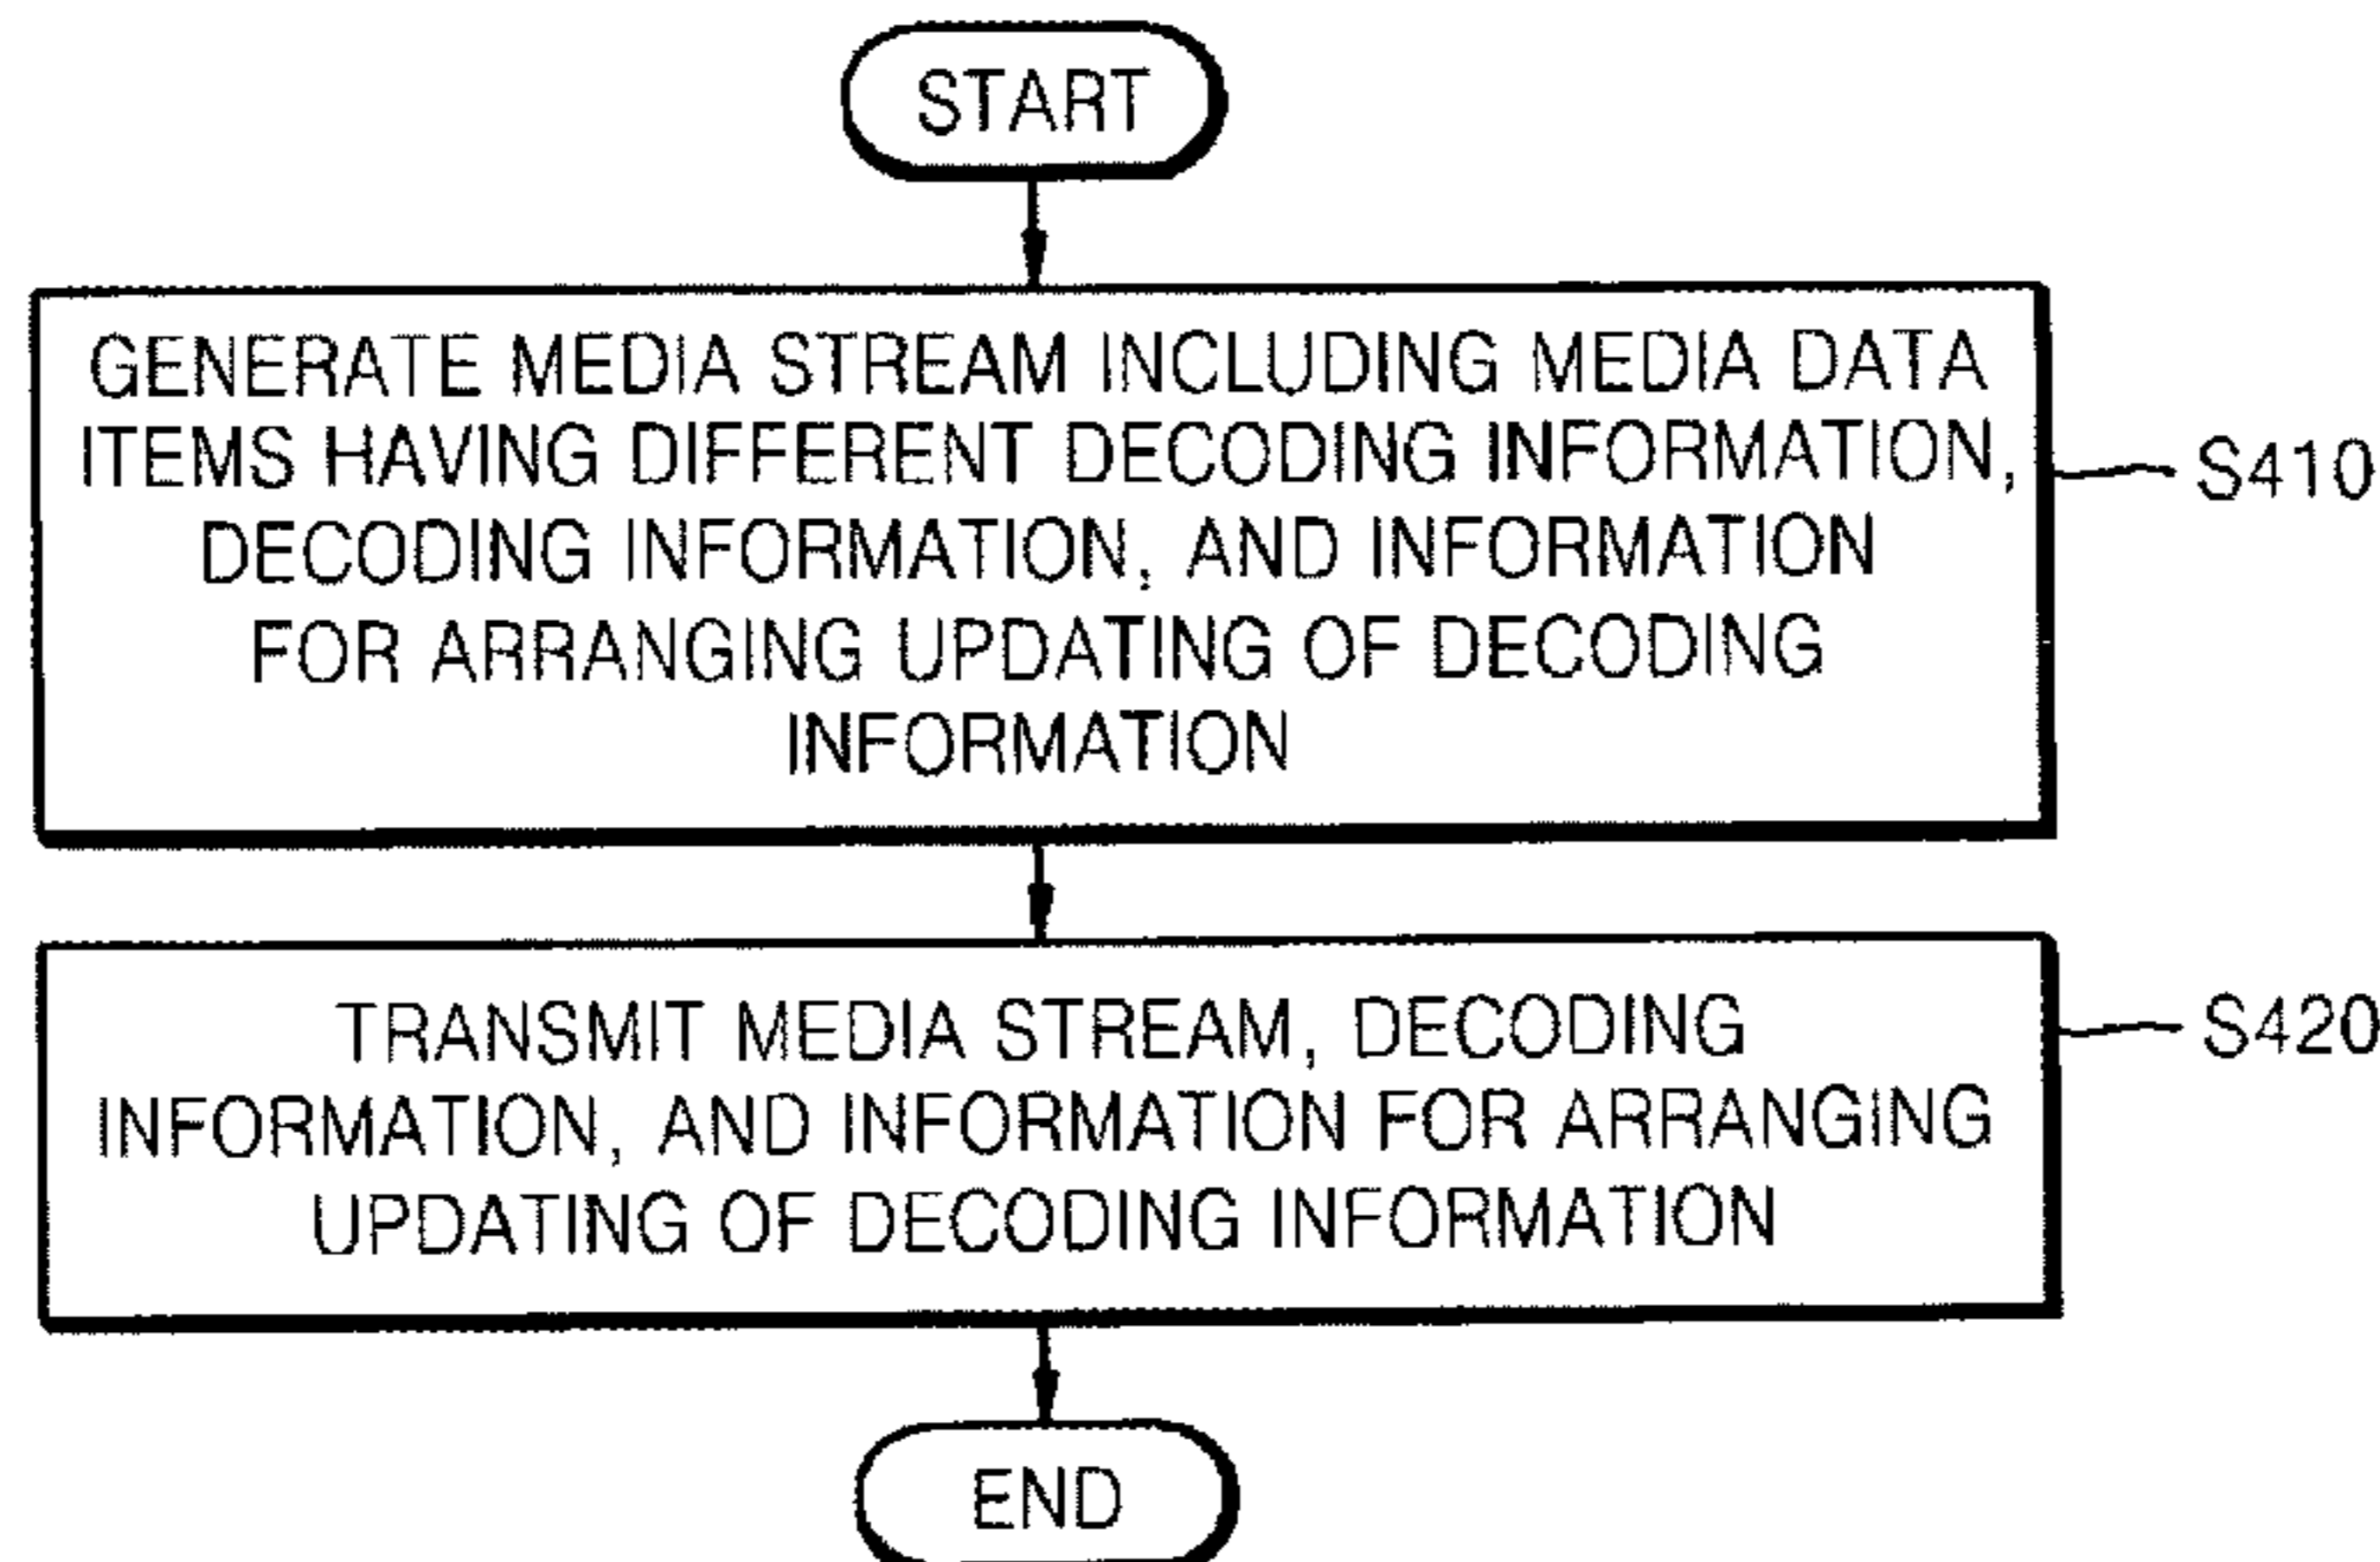 START
GENERATE MEDIA STREAM INCLUDING MEDIA DATA
ITEMS HAVING DIFFERENT DECODING INFORMATION,
DECODING INFORMATION, AND INFORMATION
FOR ARRANGING UPDATING OF DECODING
INFORMATION
S410
TRANSMIT MEDIA STREAM, DECODING
INFORMATION, AND INFORMATION FOR ARRANGING
UPDATING OF DECODING INFORMATION
S420
END